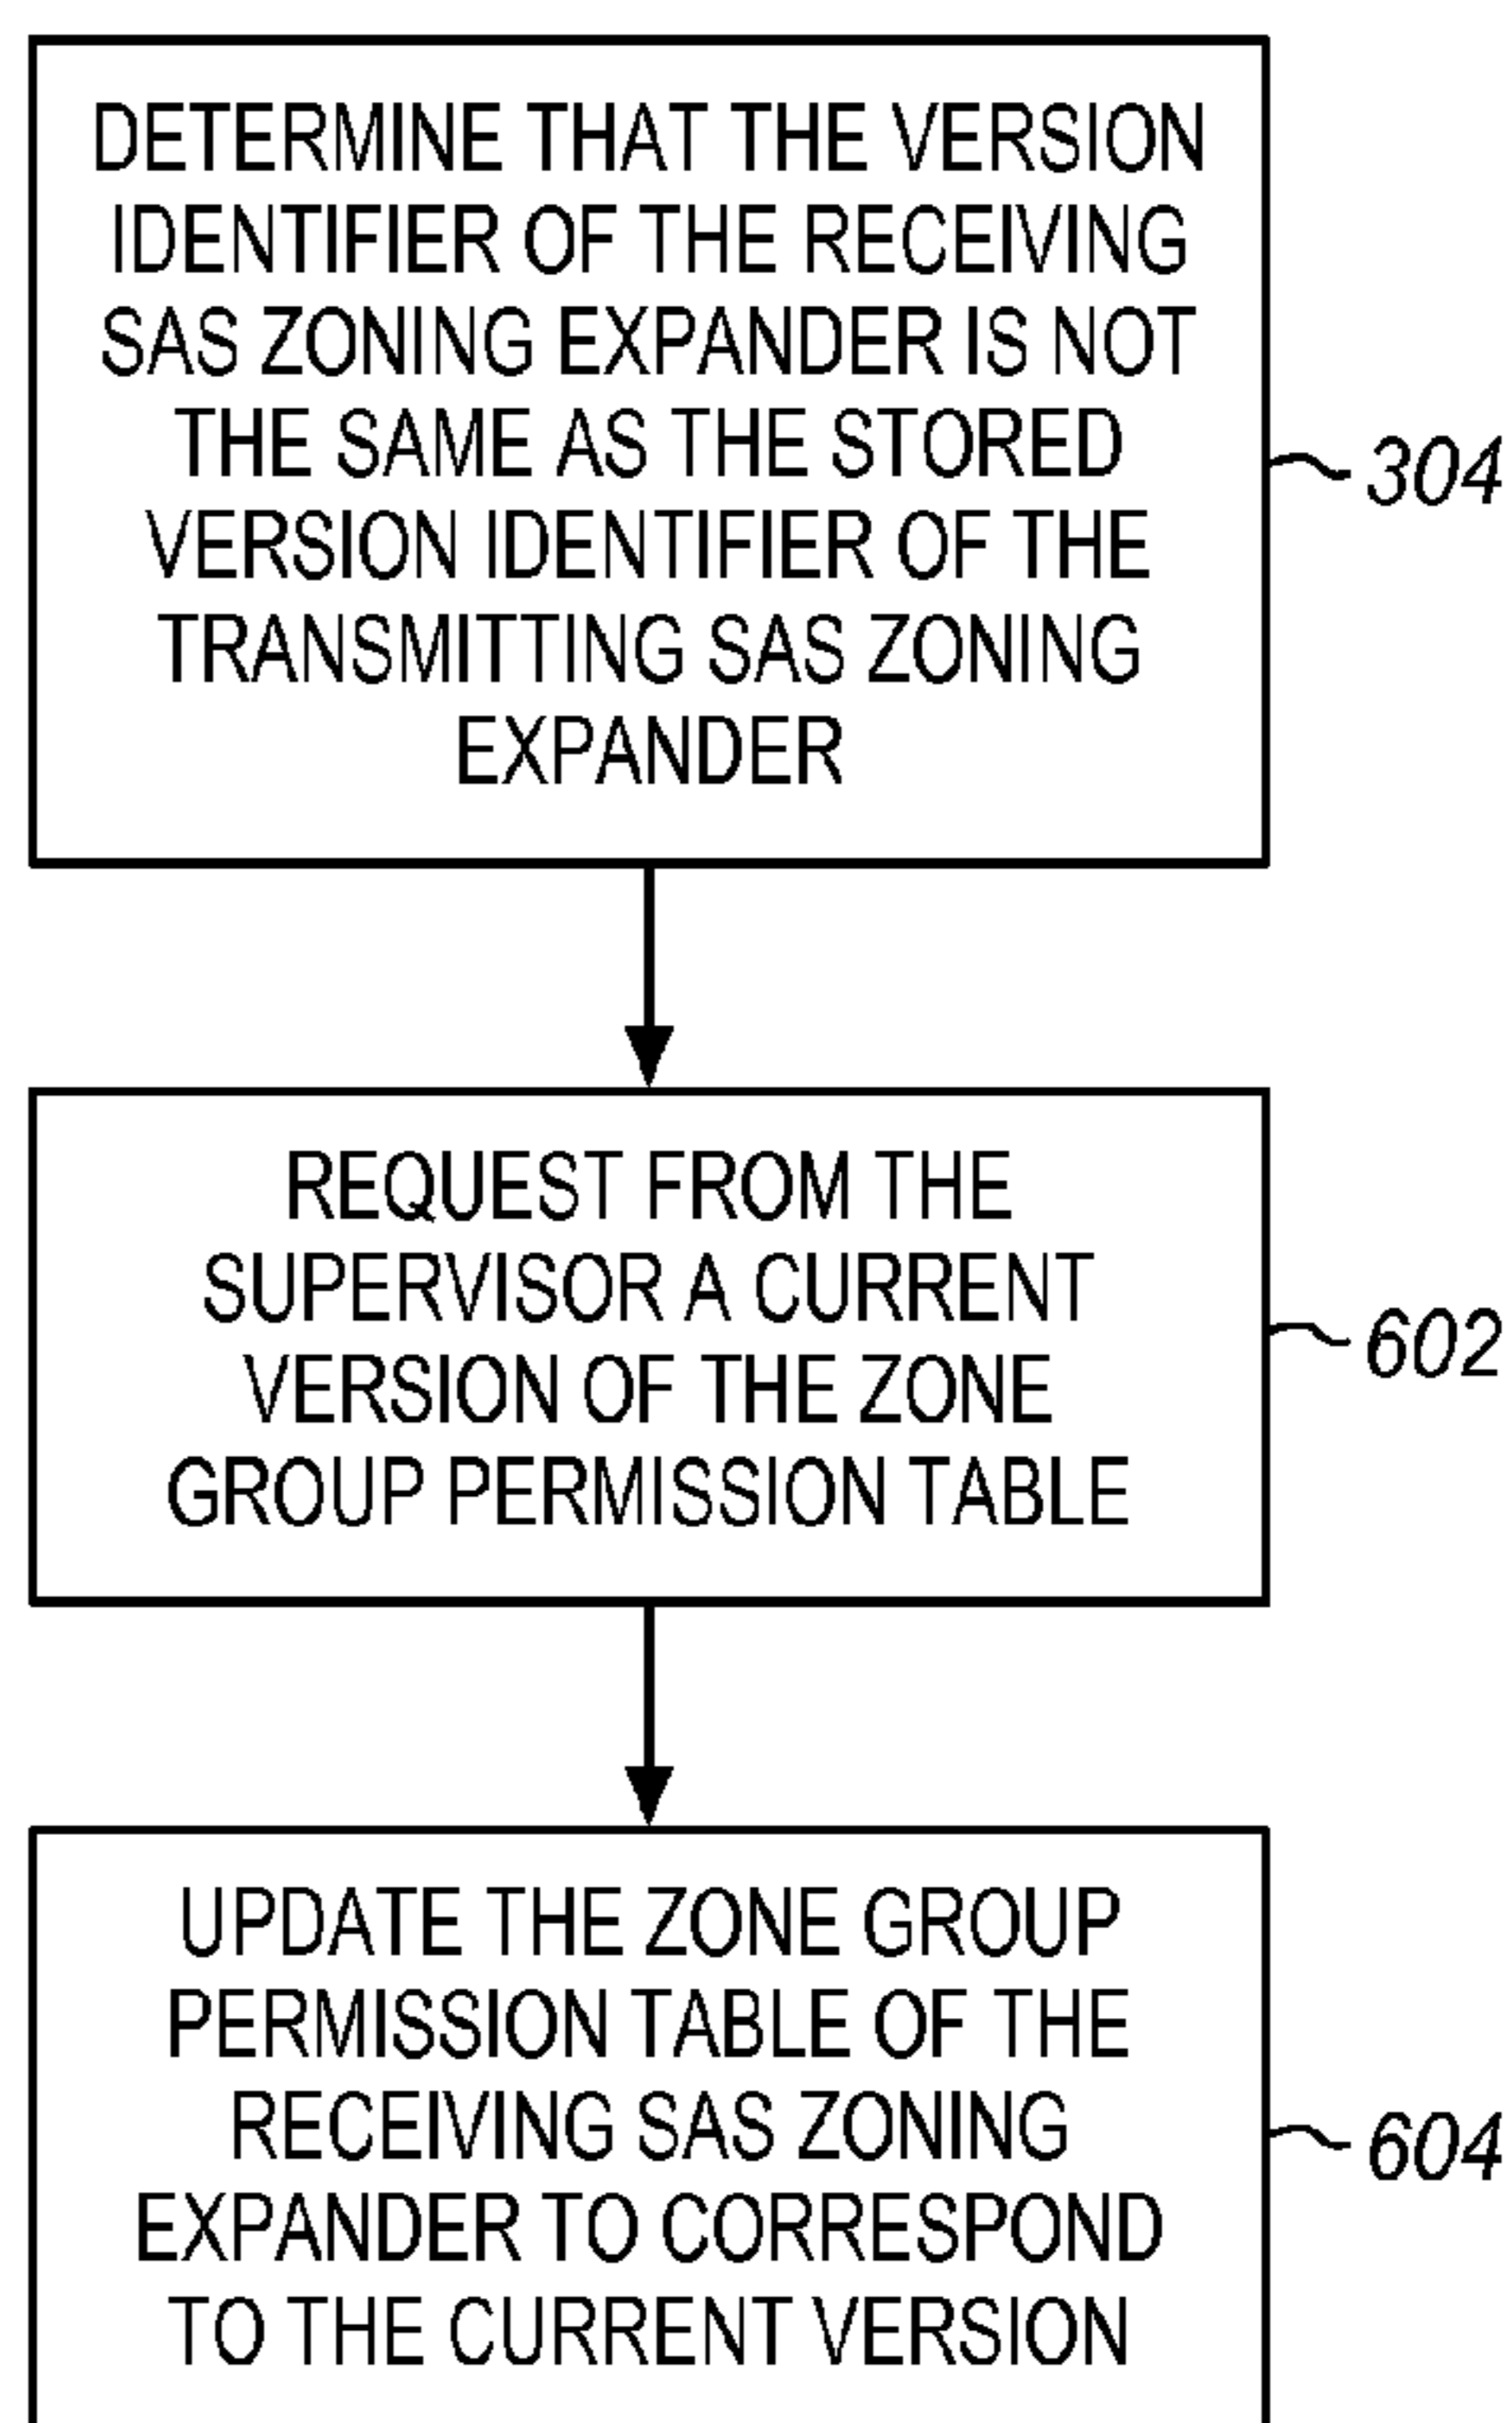 DETERMINE THAT THE VERSION
IDENTIFIER OF THE RECEIVING
SAS ZONING EXPANDER IS NOT
THE SAME AS THE STORED
VERSION IDENTIFIER OF THE
TRANSMITTING SAS ZONING
EXPANDER
304
REQUEST FROM THE
SUPERVISOR A CURRENT
VERSION OF THE ZONE
GROUP PERMISSION TABLE
602
UPDATE THE ZONE GROUP
PERMISSION TABLE OF THE
RECEIVING SAS ZONING
EXPANDER TO CORRESPOND
TO THE CURRENT VERSION
604